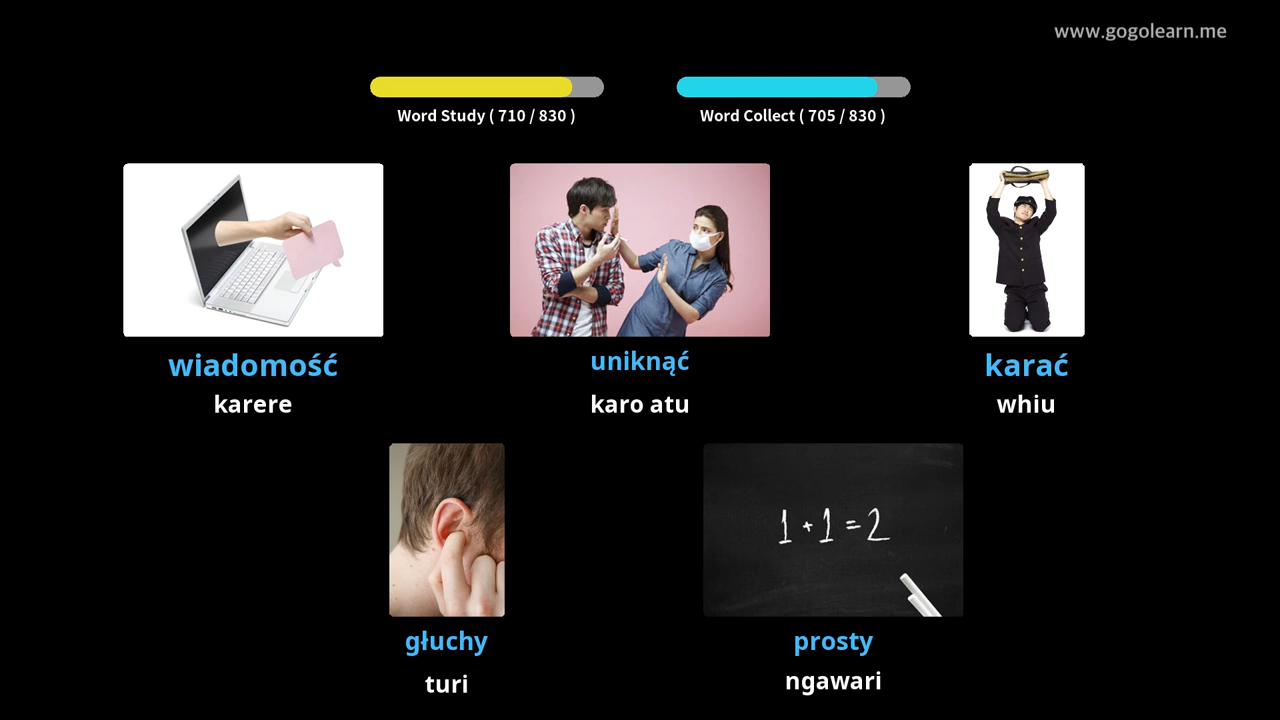 www.gogolearn.me
Word Study ( 710 / 830 )
Word Collect ( 705 / 830 )
wiadomość
karere
uniknąć
karo atu
karać
whiu
1 + 1 = 2
głuchy
turi
prosty
ngawari